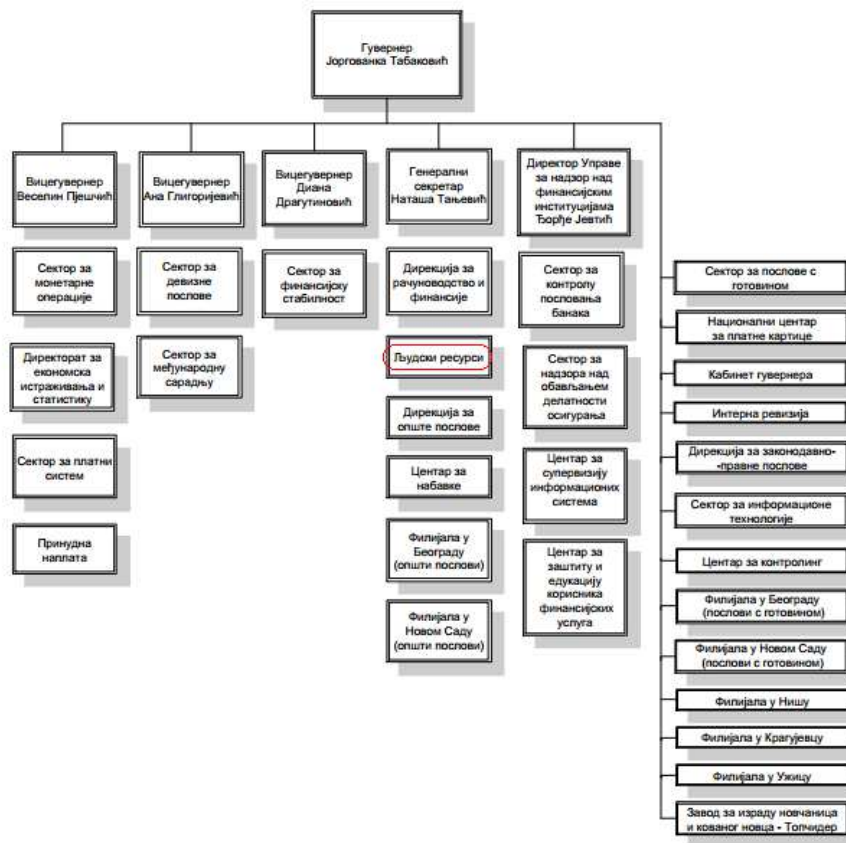 Гувернер
Јоргованка Табаковић
Вицегувернер
Веселин Пјешчић
Сектор за
монетарне
операције
Директорат за
економска
истраживања и
статистику
Сектор за платни
систем
Принудна
наплата
Вицегувернер
Ана Глигоријевић
Сектор за
девизне
послове
Сектор за
међународну
сарадњу
Вицегувернер
Диана
Драгутиновић
Сектор за
финансијску
стабилност
Генерални
секретар
Наташа Тањевић
Дирекција за
рачуноводство и
финансије
Људски ресурси
Дирекција за
опште послове
Центар за
набавке
Филијала у
Београду
(општи послови)
Филијала у
Новом Саду
(општи послови)
Директор Управе
за надзор над
финансијским
институцијама
Ђорђе Јевтић
Сектор за
контролу
пословања
банака
Сектор за
надзора над
обављањем
делатности
осигурања
Центар за
супервизију
информационих
система
Центар за
заштиту и
едукацију
корисника
финансијских
услуга
Сектор за послове с
готовином
Национални центар
за платне картице
Кабинет гувернера
Интерна ревизија
Дирекција за законодавно-
-правне послове
Сектор за информационе
технологије
Центар за контролинг
Филијала у Београду
(послови с готовином)
Филијала у Новом Саду
(послови с готовином)
Филијала у Нишу
Филијала у Крагујевцу
Филијала у Ужицу
Завод за израду новчаница
и кованог новца - Топчидер